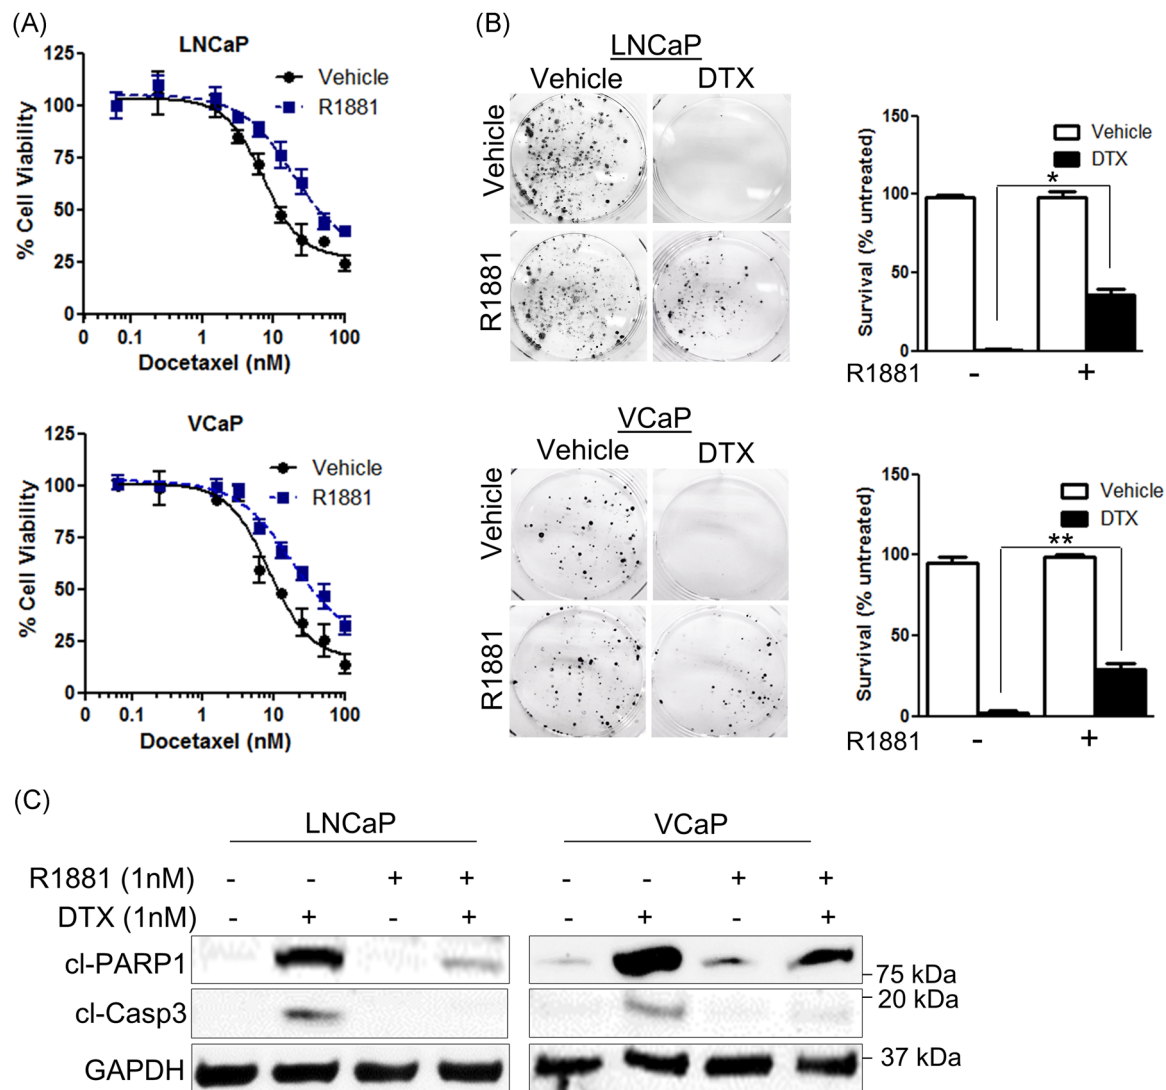 (A)
LNCaP
125
100
75
50
25
0
% Cell Viability
Vehicle
R1881
0 0.1 1 10 100
Docetaxel (nM)
VCaP
125
100
75
50
25
0
% Cell Viability
Vehicle
R1881
0 0.1 1 10 100
Docetaxel (nM)
(B)
LNCaP
Vehicle DTX
Vehicle
R1881
150
100
50
0
Survival (% untreated)
Vehicle
DTX
*
R1881 - +
VCaP
Vehicle DTX
Vehicle
R1881
150
100
50
0
Survival (% untreated)
Vehicle
DTX
**
R1881 - +
(C)
LNCaP VCaP
R1881 (1nM) - - + + - - + +
DTX (1nM) - + - + - + - +
cl-PARP1 75 kDa
cl-Casp3 20 kDa
GAPDH 37 kDa